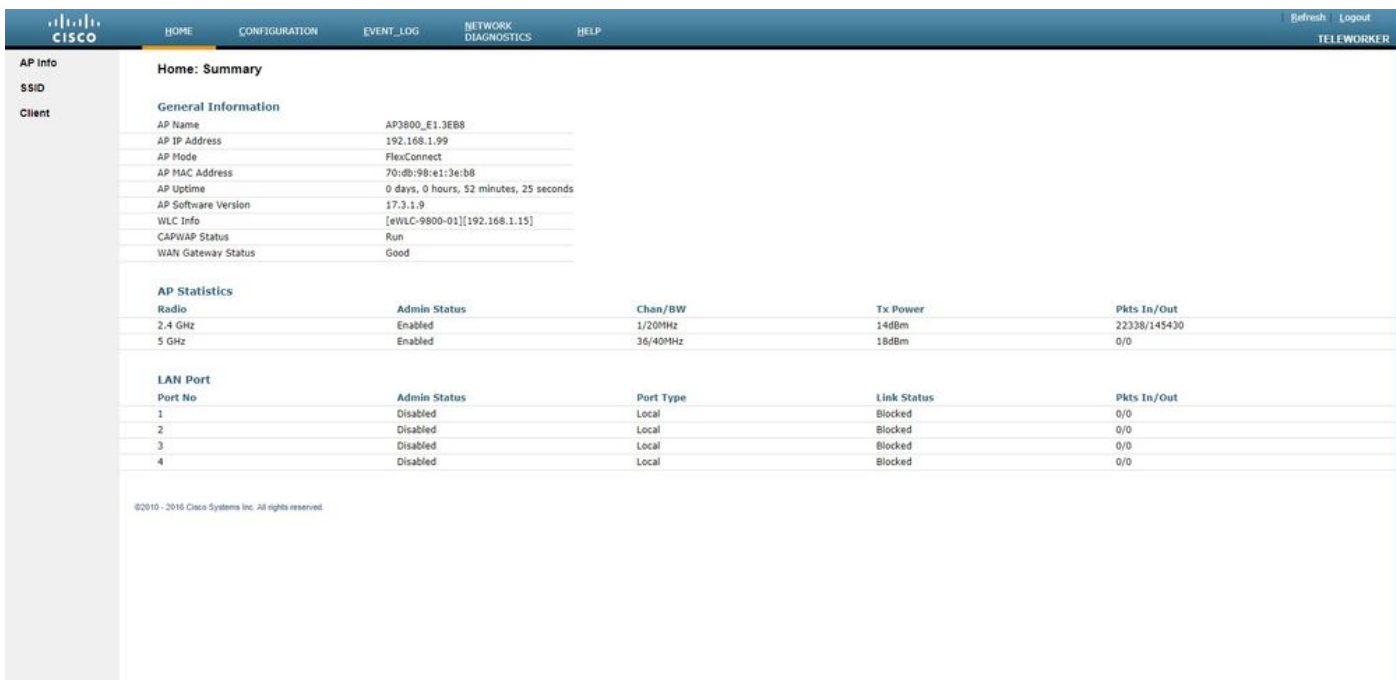 Refresh Logout
CISCO HOME CONFIGURATION EVENT_LOG NETWORK DIAGNOSTICS HELP
TELEWORKER
AP Info
SSID
Client
Home: Summary
General Information
AP Name AP3800_E1.3EB8
AP IP Address 192.168.1.99
AP Mode FlexConnect
AP MAC Address 70:db:98:e1:3e:b8
AP Uptime 0 days, 0 hours, 52 minutes, 25 seconds
AP Software Version 17.3.1.9
WLC Info [eWLC-9800-01][192.168.1.15]
CAPWAP Status Run
WAN Gateway Status Good
AP Statistics
Radio Admin Status Chan/BW Tx Power Pkts In/Out
2.4 GHz Enabled 1/20MHz 14dBm 22338/145430
5 GHz Enabled 36/40MHz 18dBm 0/0
LAN Port
Port No Admin Status Port Type Link Status Pkts In/Out
1 Disabled Local Blocked 0/0
2 Disabled Local Blocked 0/0
3 Disabled Local Blocked 0/0
4 Disabled Local Blocked 0/0
©2010 - 2016 Cisco Systems Inc. All rights reserved.